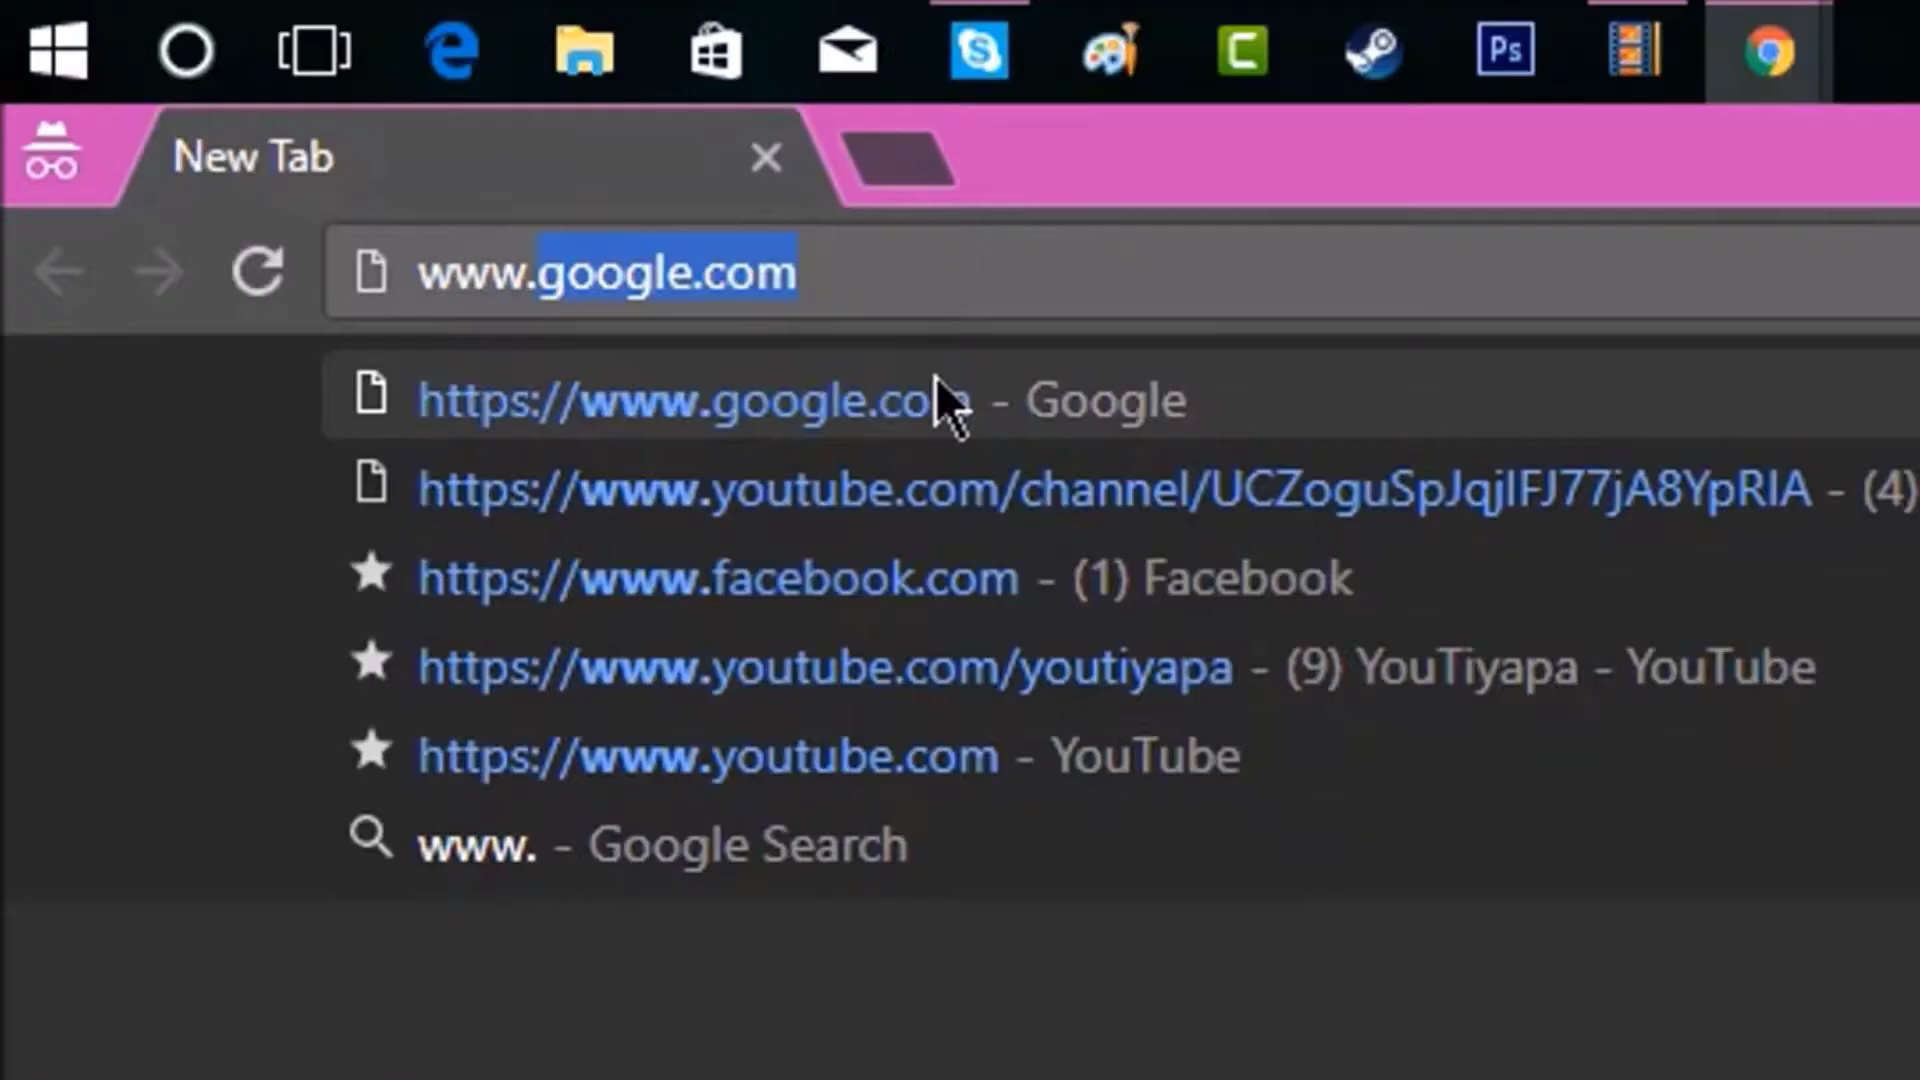 Ps
New Tab
www.google.com
https://www.google.com - Google
https://www.youtube.com/channel/UCZoguSpJqjIFJ77jA8YpRIA - (4)
https://www.facebook.com - (1) Facebook
https://www.youtube.com/youtiyapa - (9) YouTiyapa - YouTube
https://www.youtube.com - YouTube
www. - Google Search